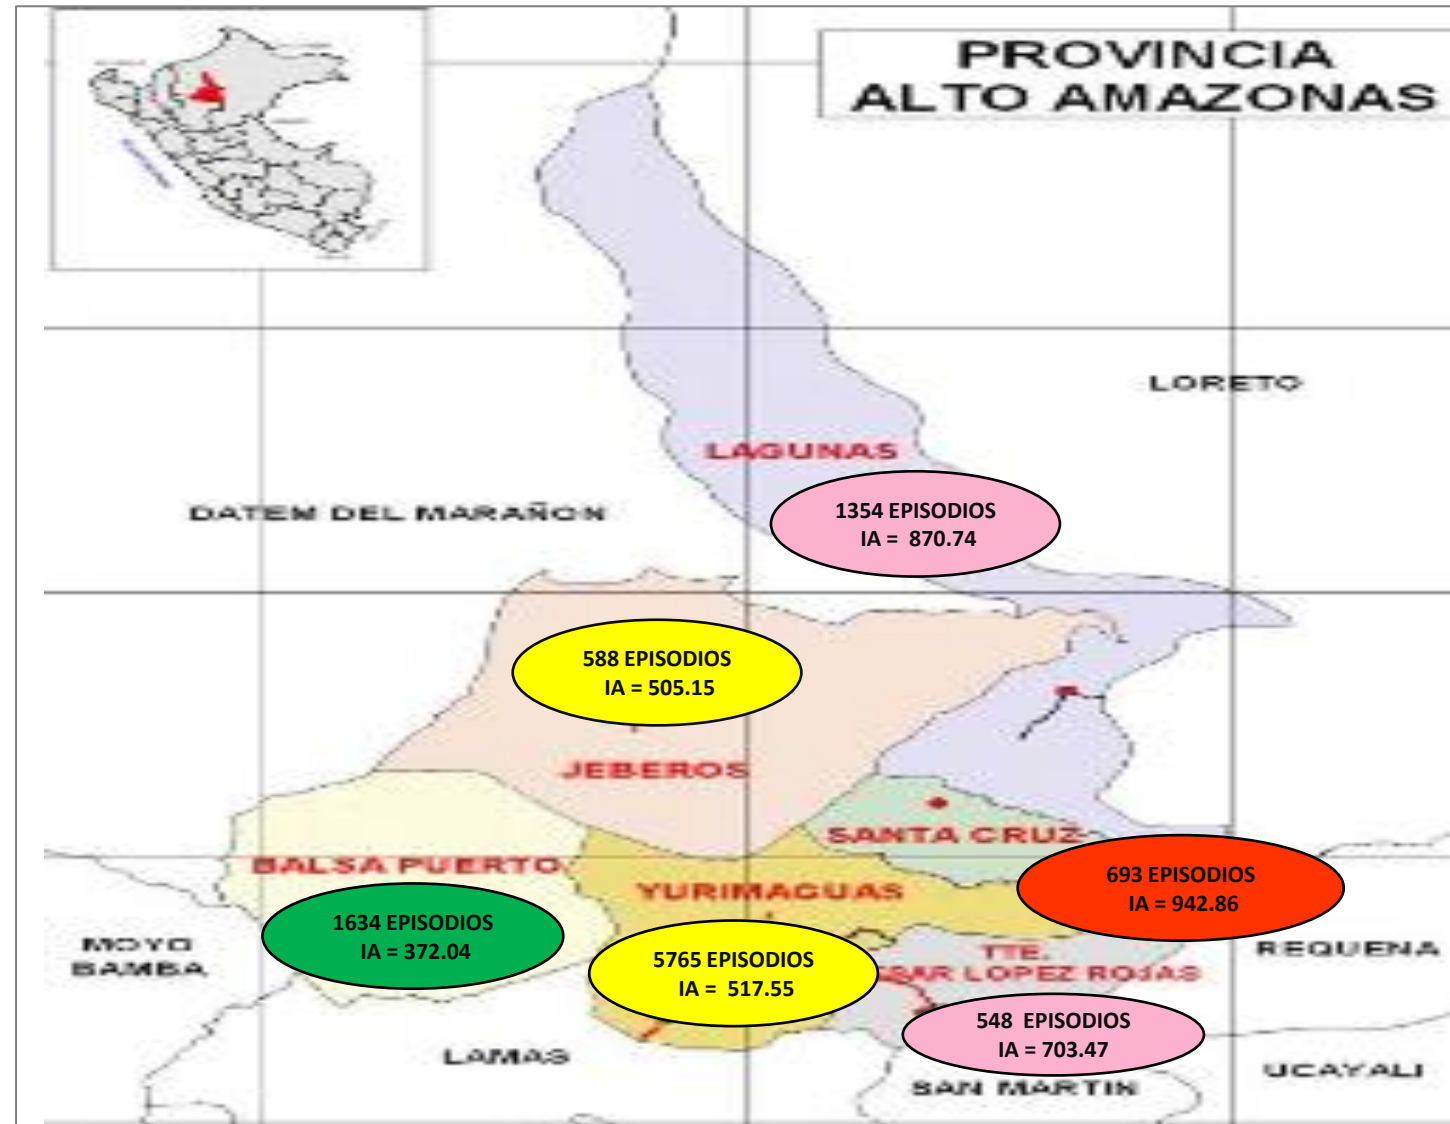 PROVINCIA
ALTO AMAZONAS
LORETO
LAGUNAS
1354 EPISODIOS
IA = 870.74
DATEM DEL MARAÑON
588 EPISODIOS
IA = 505.15
JEBEROS
SANTA CRUZ
BALSA PUERTO
YURIMAGUAS
693 EPISODIOS
IA = 942.86
1634 EPISODIOS
IA = 372.04
MOYO
BAMBA
5765 EPISODIOS
IA = 517.55
TTE.
SAR LOPEZ ROJAS
REQUENA
548 EPISODIOS
IA = 703.47
LAMAS
SAN MARTIN
UCAYALI